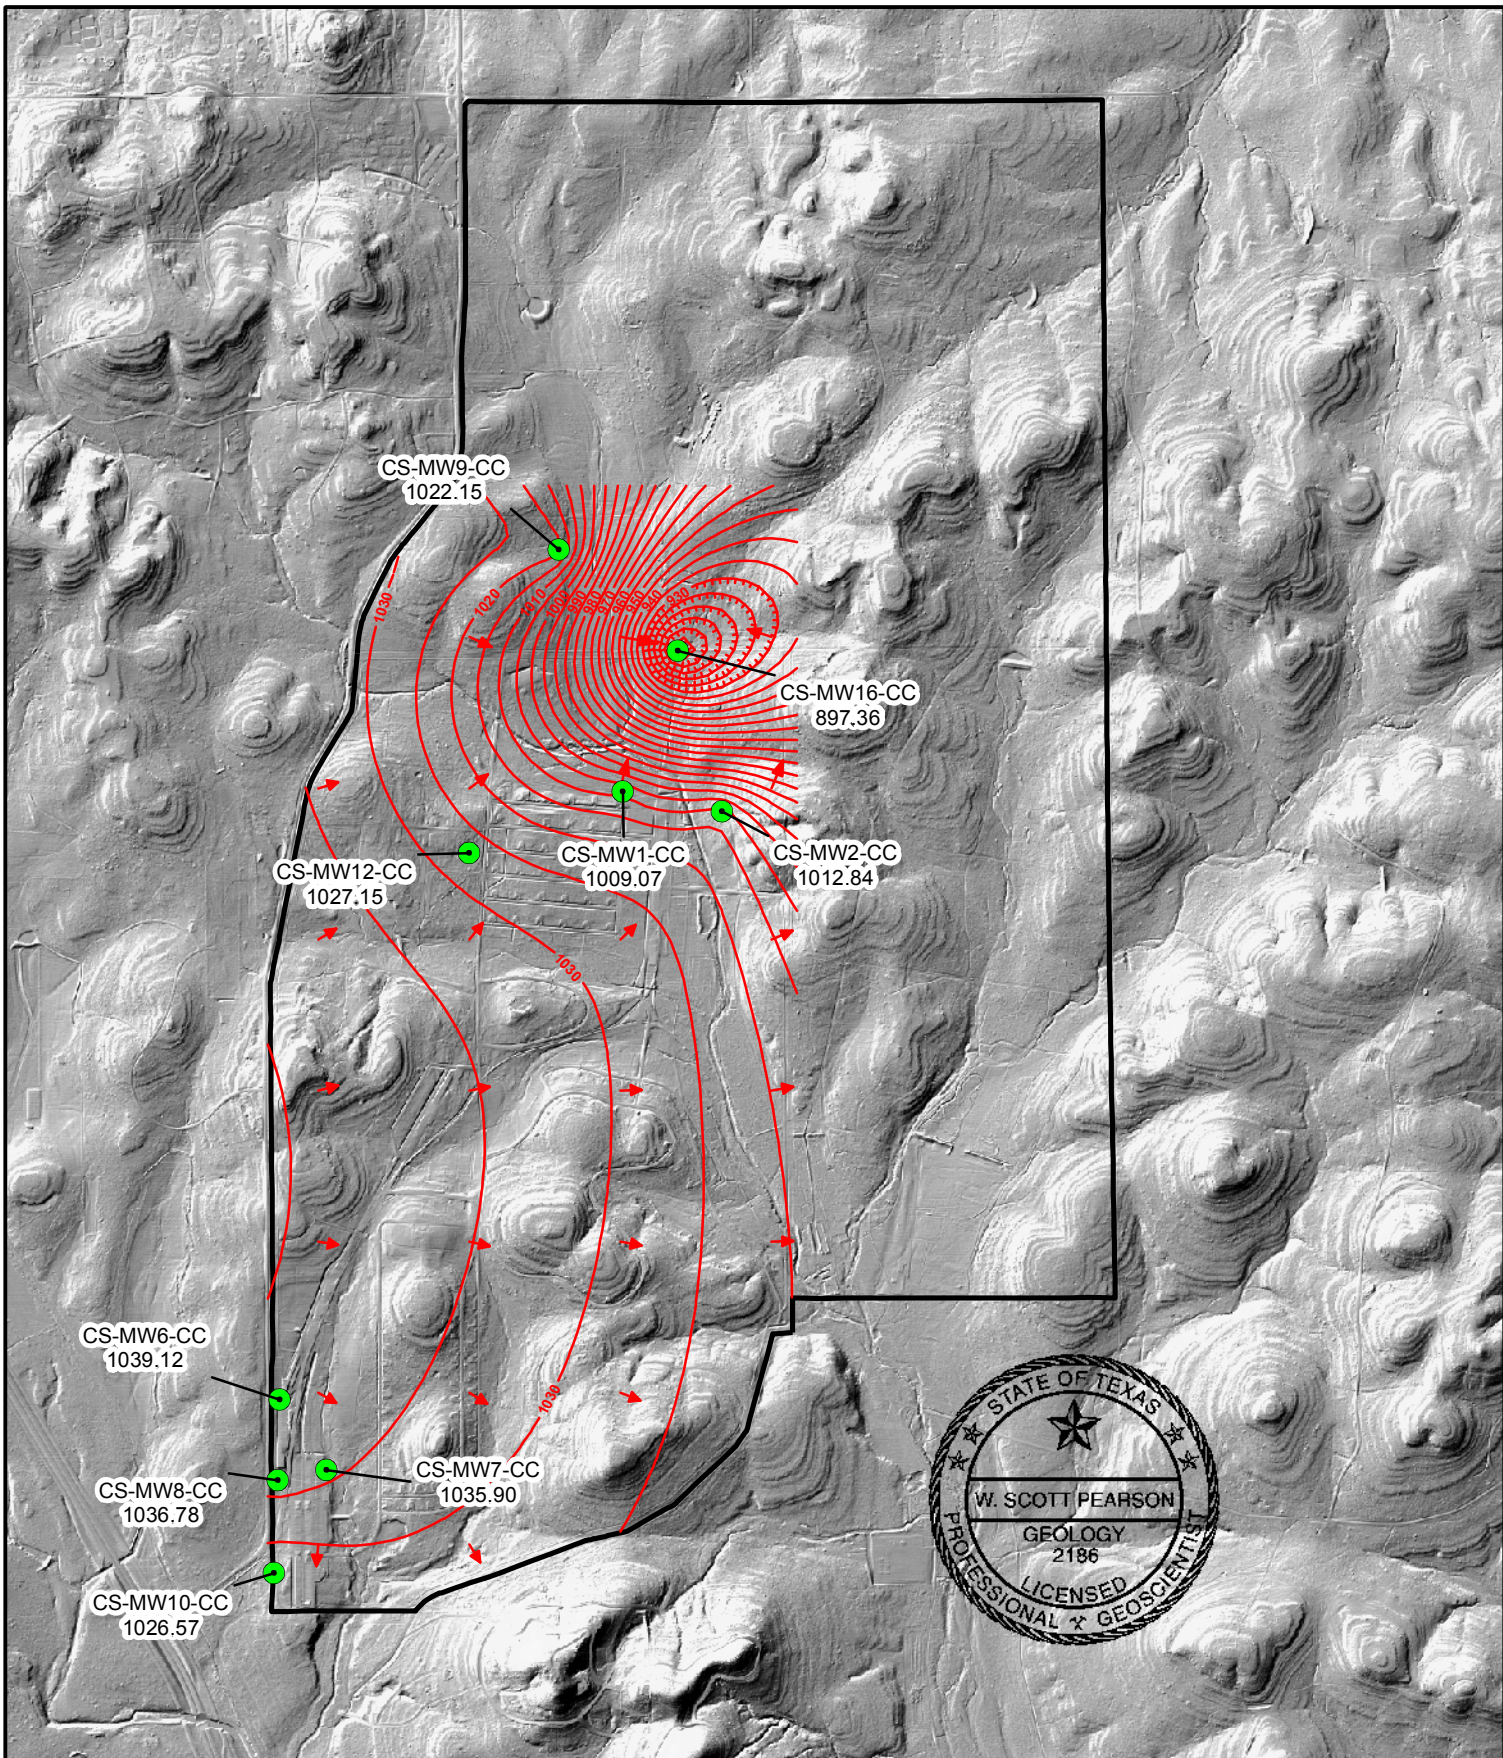 CS-MW9-CC
1022.15
1030
1020
1010
1000
990
980
970
960
950
940
930
CS-MW16-CC
897.36
CS-MW12-CC
1027.15
CS-MW1-CC
1009.07
CS-MW2-CC
1012.84
1030
CS-MW6-CC
1039.12
1030
CS-MW8-CC
1036.78
CS-MW7-CC
1035.90
CS-MW10-CC
1026.57
STATE OF TEXAS
W. SCOTT PEARSON
GEOLOGY
2186
LICENSED
PROFESSIONAL GEOSCIENTIST